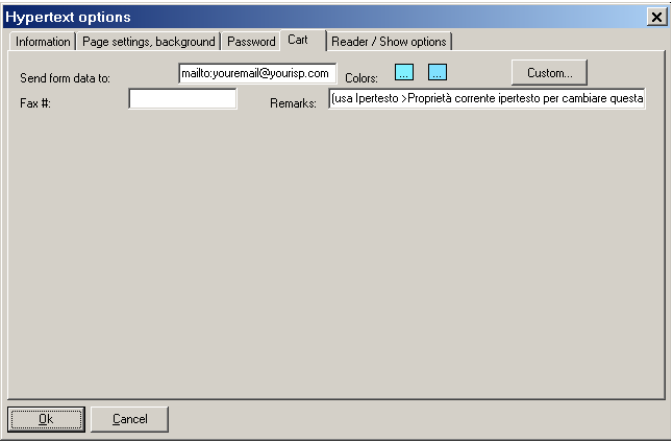 Hypertext options
Information Page settings, background Password Cart Reader / Show options
Send form data to: mailto:youremail@yourisp.com Colors: ... ... Custom...
Fax #: Remarks: (usa Ipertesto >Proprietà corrente ipertesto per cambiare questa
Ok Cancel